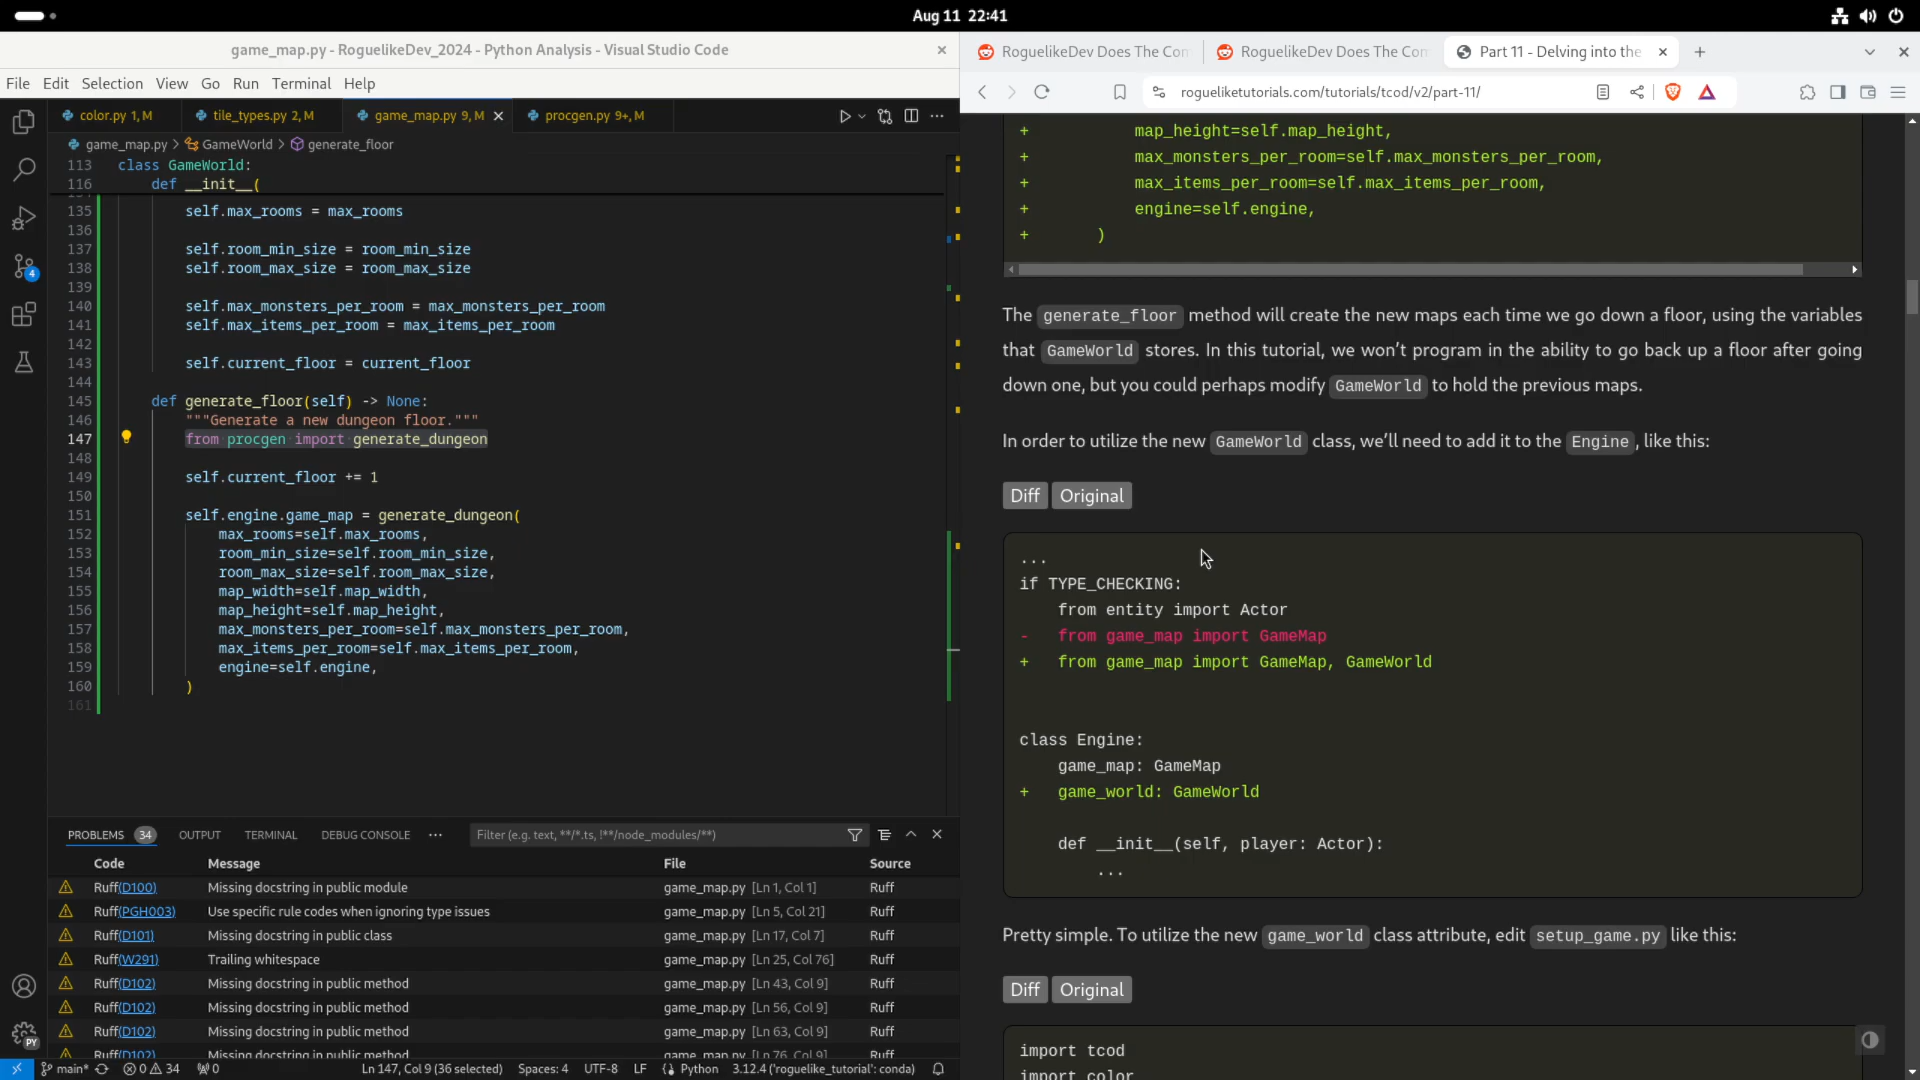 Aug 11 22:41
game_map.py - RoguelikeDev_2024 - Python Analysis - Visual Studio Code
File Edit Selection View Go Run Terminal Help
color.py 1, M
tile_types.py 2, M
game_map.py 9, M
procgen.py 9+, M
game_map.py > GameWorld > generate_floor
113 class GameWorld:
116 def __init__(
135 self.max_rooms = max_rooms
136
137 self.room_min_size = room_min_size
138 self.room_max_size = room_max_size
139
140 self.max_monsters_per_room = max_monsters_per_room
141 self.max_items_per_room = max_items_per_room
142
143 self.current_floor = current_floor
144
145 def generate_floor(self) -> None:
146 """Generate a new dungeon floor."""
147 from procgen import generate_dungeon
148
149 self.current_floor += 1
150
151 self.engine.game_map = generate_dungeon(
152 max_rooms=self.max_rooms,
153 room_min_size=self.room_min_size,
154 room_max_size=self.room_max_size,
155 map_width=self.map_width,
156 map_height=self.map_height,
157 max_monsters_per_room=self.max_monsters_per_room,
158 max_items_per_room=self.max_items_per_room,
159 engine=self.engine,
160 )
161
4
PY
PROBLEMS 34 OUTPUT TERMINAL DEBUG CONSOLE ··· Filter (e.g. text, **/*.ts, !**/node_modules/**)
Code Message File Source
Ruff(D100) Missing docstring in public module game_map.py [Ln 1, Col 1] Ruff
Ruff(PGH003) Use specific rule codes when ignoring type issues game_map.py [Ln 5, Col 21] Ruff
Ruff(D101) Missing docstring in public class game_map.py [Ln 17, Col 7] Ruff
Ruff(W291) Trailing whitespace game_map.py [Ln 25, Col 76] Ruff
Ruff(D102) Missing docstring in public method game_map.py [Ln 43, Col 9] Ruff
Ruff(D102) Missing docstring in public method game_map.py [Ln 56, Col 9] Ruff
Ruff(D102) Missing docstring in public method game_map.py [Ln 63, Col 9] Ruff
Ruff(D102) Missing docstring in public method game_map.py [Ln 76, Col 9] Ruff
main* 0 34 0 Ln 147, Col 9 (36 selected) Spaces: 4 UTF-8 LF Python 3.12.4 ('roguelike_tutorial': conda)
RoguelikeDev Does The Con
RoguelikeDev Does The Con
Part 11 - Delving into the
rogueliketutorials.com/tutorials/tcod/v2/part-11/
+ map_height=self.map_height,
+ max_monsters_per_room=self.max_monsters_per_room,
+ max_items_per_room=self.max_items_per_room,
+ engine=self.engine,
+ )
The generate_floor method will create the new maps each time we go down a floor, using the variables
that GameWorld stores. In this tutorial, we won’t program in the ability to go back up a floor after going
down one, but you could perhaps modify GameWorld to hold the previous maps.
In order to utilize the new GameWorld class, we’ll need to add it to the Engine, like this:
Diff Original
...
if TYPE_CHECKING:
from entity import Actor
- from game_map import GameMap
+ from game_map import GameMap, GameWorld
class Engine:
game_map: GameMap
+ game_world: GameWorld
def __init__(self, player: Actor):
...
Pretty simple. To utilize the new game_world class attribute, edit setup_game.py like this:
Diff Original
import tcod
import color